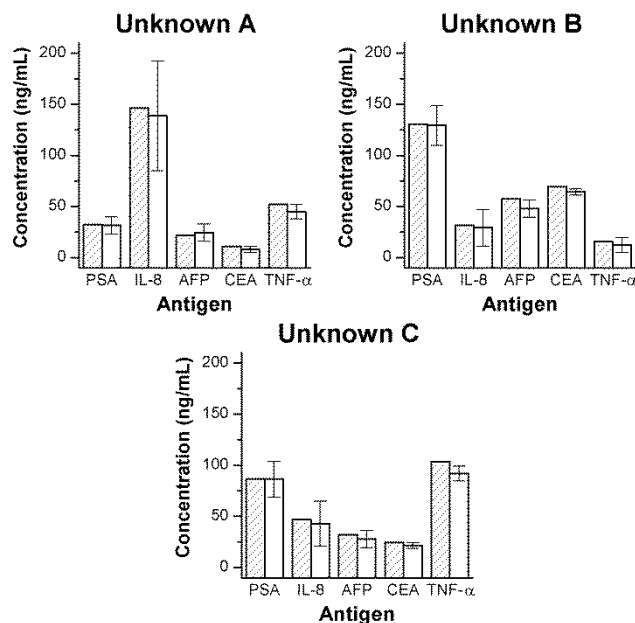 Unknown A
Concentration (ng/mL)
200
150
100
50
0
PSA IL-8 AFP CEA TNF-α
Antigen
Unknown B
Concentration (ng/mL)
200
150
100
50
0
PSA IL-8 AFP CEA TNF-α
Antigen
Unknown C
Concentration (ng/mL)
200
150
100
50
0
PSA IL-8 AFP CEA TNF-α
Antigen